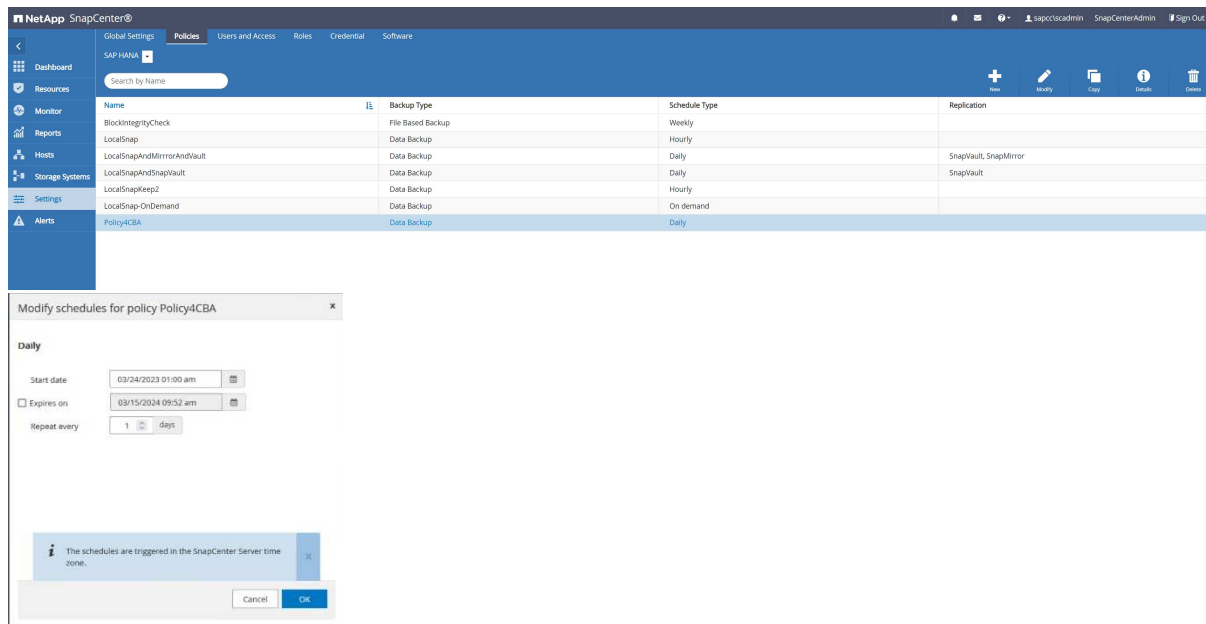 NetApp SnapCenter®
sapcc\scadmin SnapCenterAdmin Sign Out
Global Settings Policies Users and Access Roles Credential Software
SAP HANA
Search by Name
New Modify Copy Details Delete
Dashboard
Resources
Monitor
Reports
Hosts
Storage Systems
Settings
Alerts
Name Backup Type Schedule Type Replication
BlockIntegrityCheck File Based Backup Weekly
LocalSnap Data Backup Hourly
LocalSnapAndMirrrorAndVault Data Backup Daily SnapVault, SnapMirror
LocalSnapAndSnapVault Data Backup Daily SnapVault
LocalSnapKeep2 Data Backup Hourly
LocalSnap-OnDemand Data Backup On demand
Policy4CBA Data Backup Daily
Modify schedules for policy Policy4CBA x
Daily
Start date 03/24/2023 01:00 am
Expires on 03/15/2024 09:52 am
Repeat every 1 days
i The schedules are triggered in the SnapCenter Server time x
zone.
Cancel OK